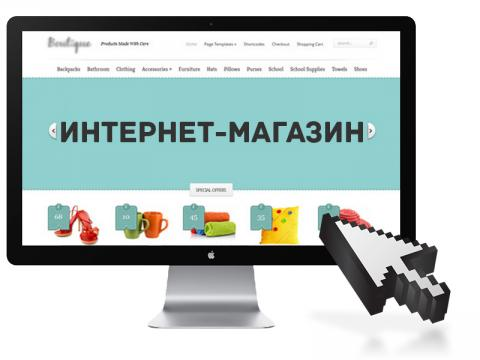 Boutique Products Made With Care
Home Page Templates Shortcodes Checkout Shopping Cart
Backpacks Bathroom Clothing Accessories Furniture Hats Pillows Purses School School Supplies Towels Shoes
ИНТЕРНЕТ-МАГАЗИН
SPECIAL OFFERS
68 10 45 35